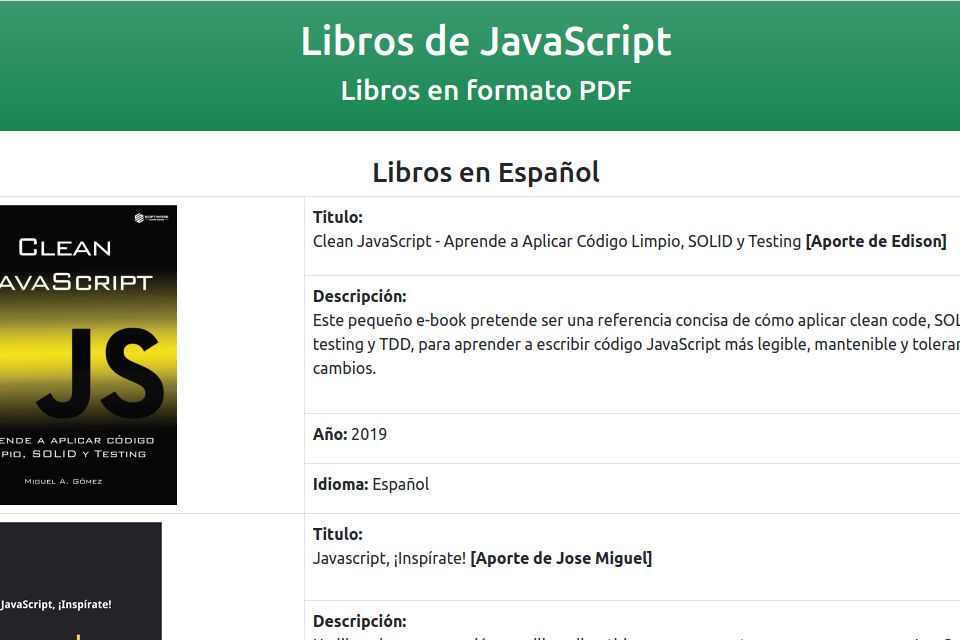 Libros de JavaScript
Libros en formato PDF
Libros en Español
SOFTWARE
CLEAN
JAVASCRIPT
JS
ENDE A APLICAR CÓDIGO
PIO, SOLID Y TESTING
MIGUEL A. GÓMEZ
Titulo:
Clean JavaScript - Aprende a Aplicar Código Limpio, SOLID y Testing [Aporte de Edison]
Descripción:
Este pequeño e-book pretende ser una referencia concisa de cómo aplicar clean code, SOL
testing y TDD, para aprender a escribir código JavaScript más legible, mantenible y toleran
cambios.
Año: 2019
Idioma: Español
JavaScript, ¡Inspírate!
Titulo:
Javascript, ¡Inspírate! [Aporte de Jose Miguel]
Descripción: